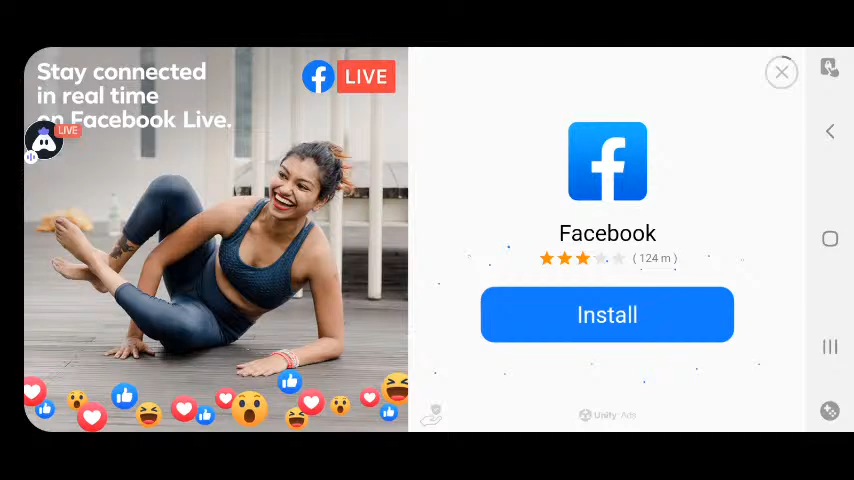 Stay connected
in real time
on Facebook Live.
LIVE
LIVE
Facebook
(124 m)
Install
Unity Ads